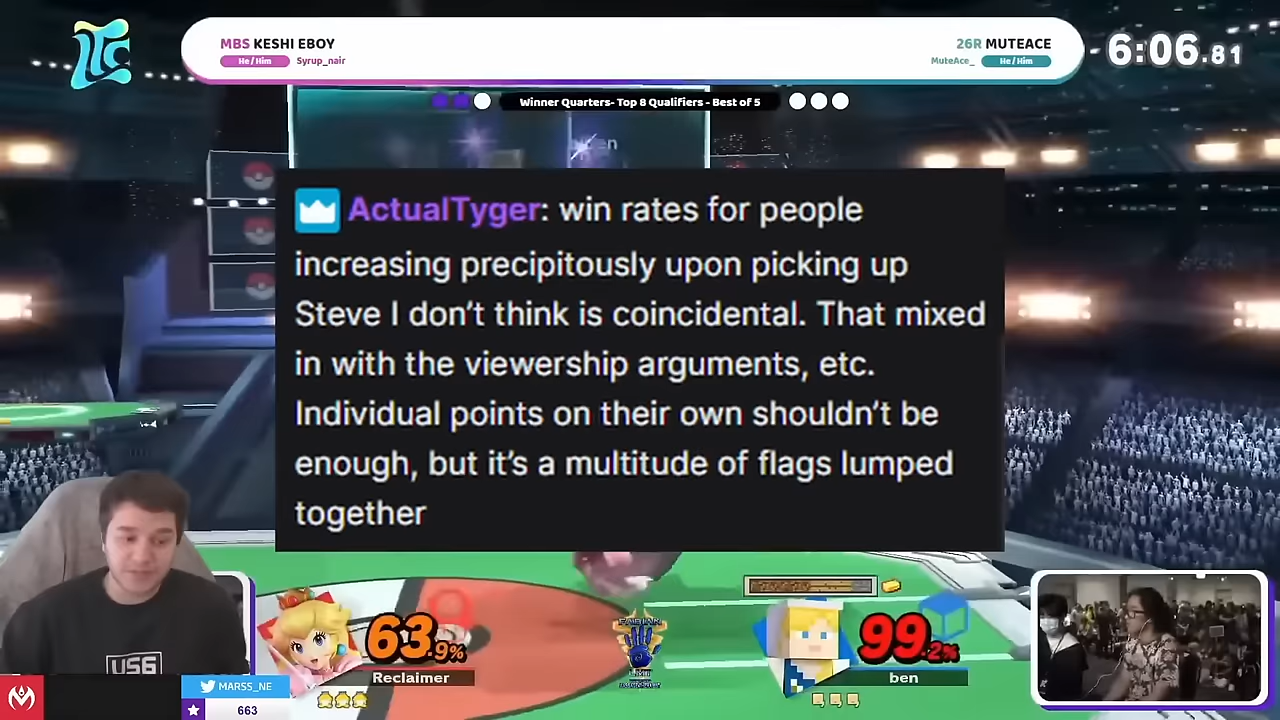 LTC
MBS KESHI EBOY
He / Him Syrup_nair
26R MUTEACE
MuteAce_ He / Him
6:06.81
Winner Quarters- Top 8 Qualifiers - Best of 5
ActualTyger: win rates for people
increasing precipitously upon picking up
Steve I don't think is coincidental. That mixed
in with the viewership arguments, etc.
Individual points on their own shouldn't be
enough, but it's a multitude of flags lumped
together
63.9%
99.2%
Reclaimer
ben
MARSS_NE
663